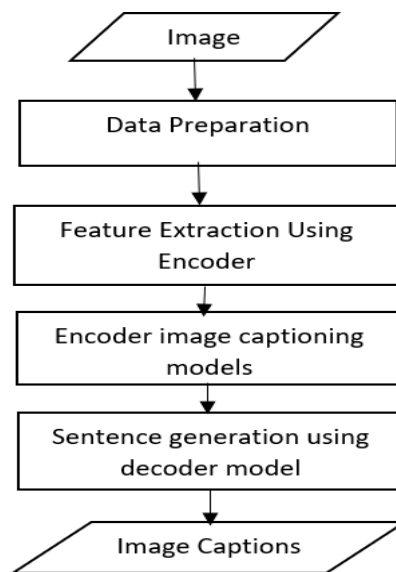 Image
Data Preparation
Feature Extraction Using
Encoder
Encoder image captioning
models
Sentence generation using
decoder model
Image Captions